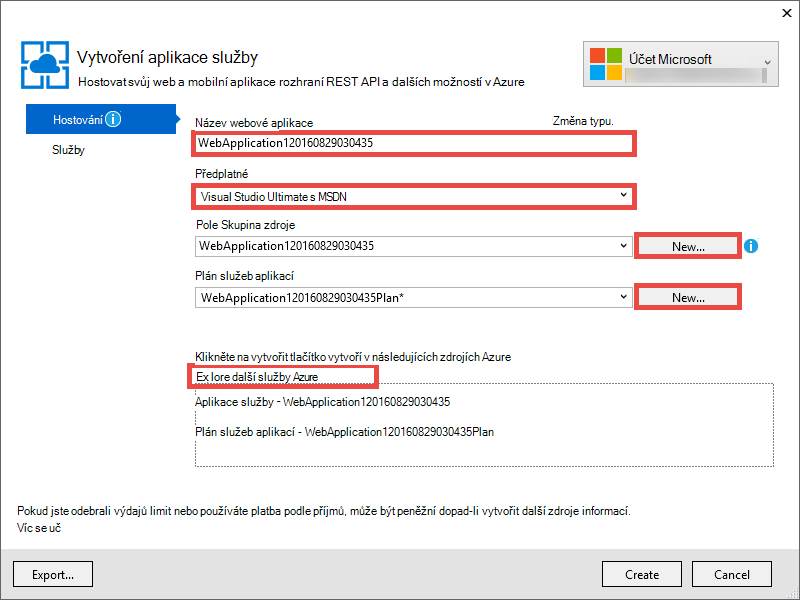 Vytvoření aplikace služby
Hostovat svůj web a mobilní aplikace rozhraní REST API a dalších možností v Azure
Účet Microsoft
Hostování
Služby
Název webové aplikace
Změna typu.
WebApplication120160829030435
Předplatné
Visual Studio Ultimate s MSDN
Pole Skupina zdroje
WebApplication120160829030435
New...
Plán služeb aplikací
WebApplication120160829030435Plan*
New...
Klikněte na vytvořit tlačítko vytvoří v následujících zdrojích Azure
Ex lore další služby Azure
Aplikace služby - WebApplication120160829030435
Plán služeb aplikací - WebApplication120160829030435Plan
Pokud jste odebrali výdajů limit nebo používáte platba podle příjmů, může být peněžní dopad-li vytvořit další zdroje informací.
Víc se uč
Export...
Create
Cancel